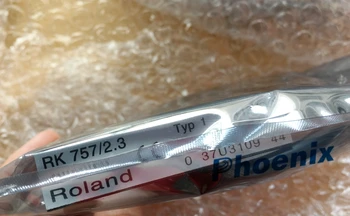 RK 757/2.3 Typ 1
Roland 0 3703109 44
Phoenix